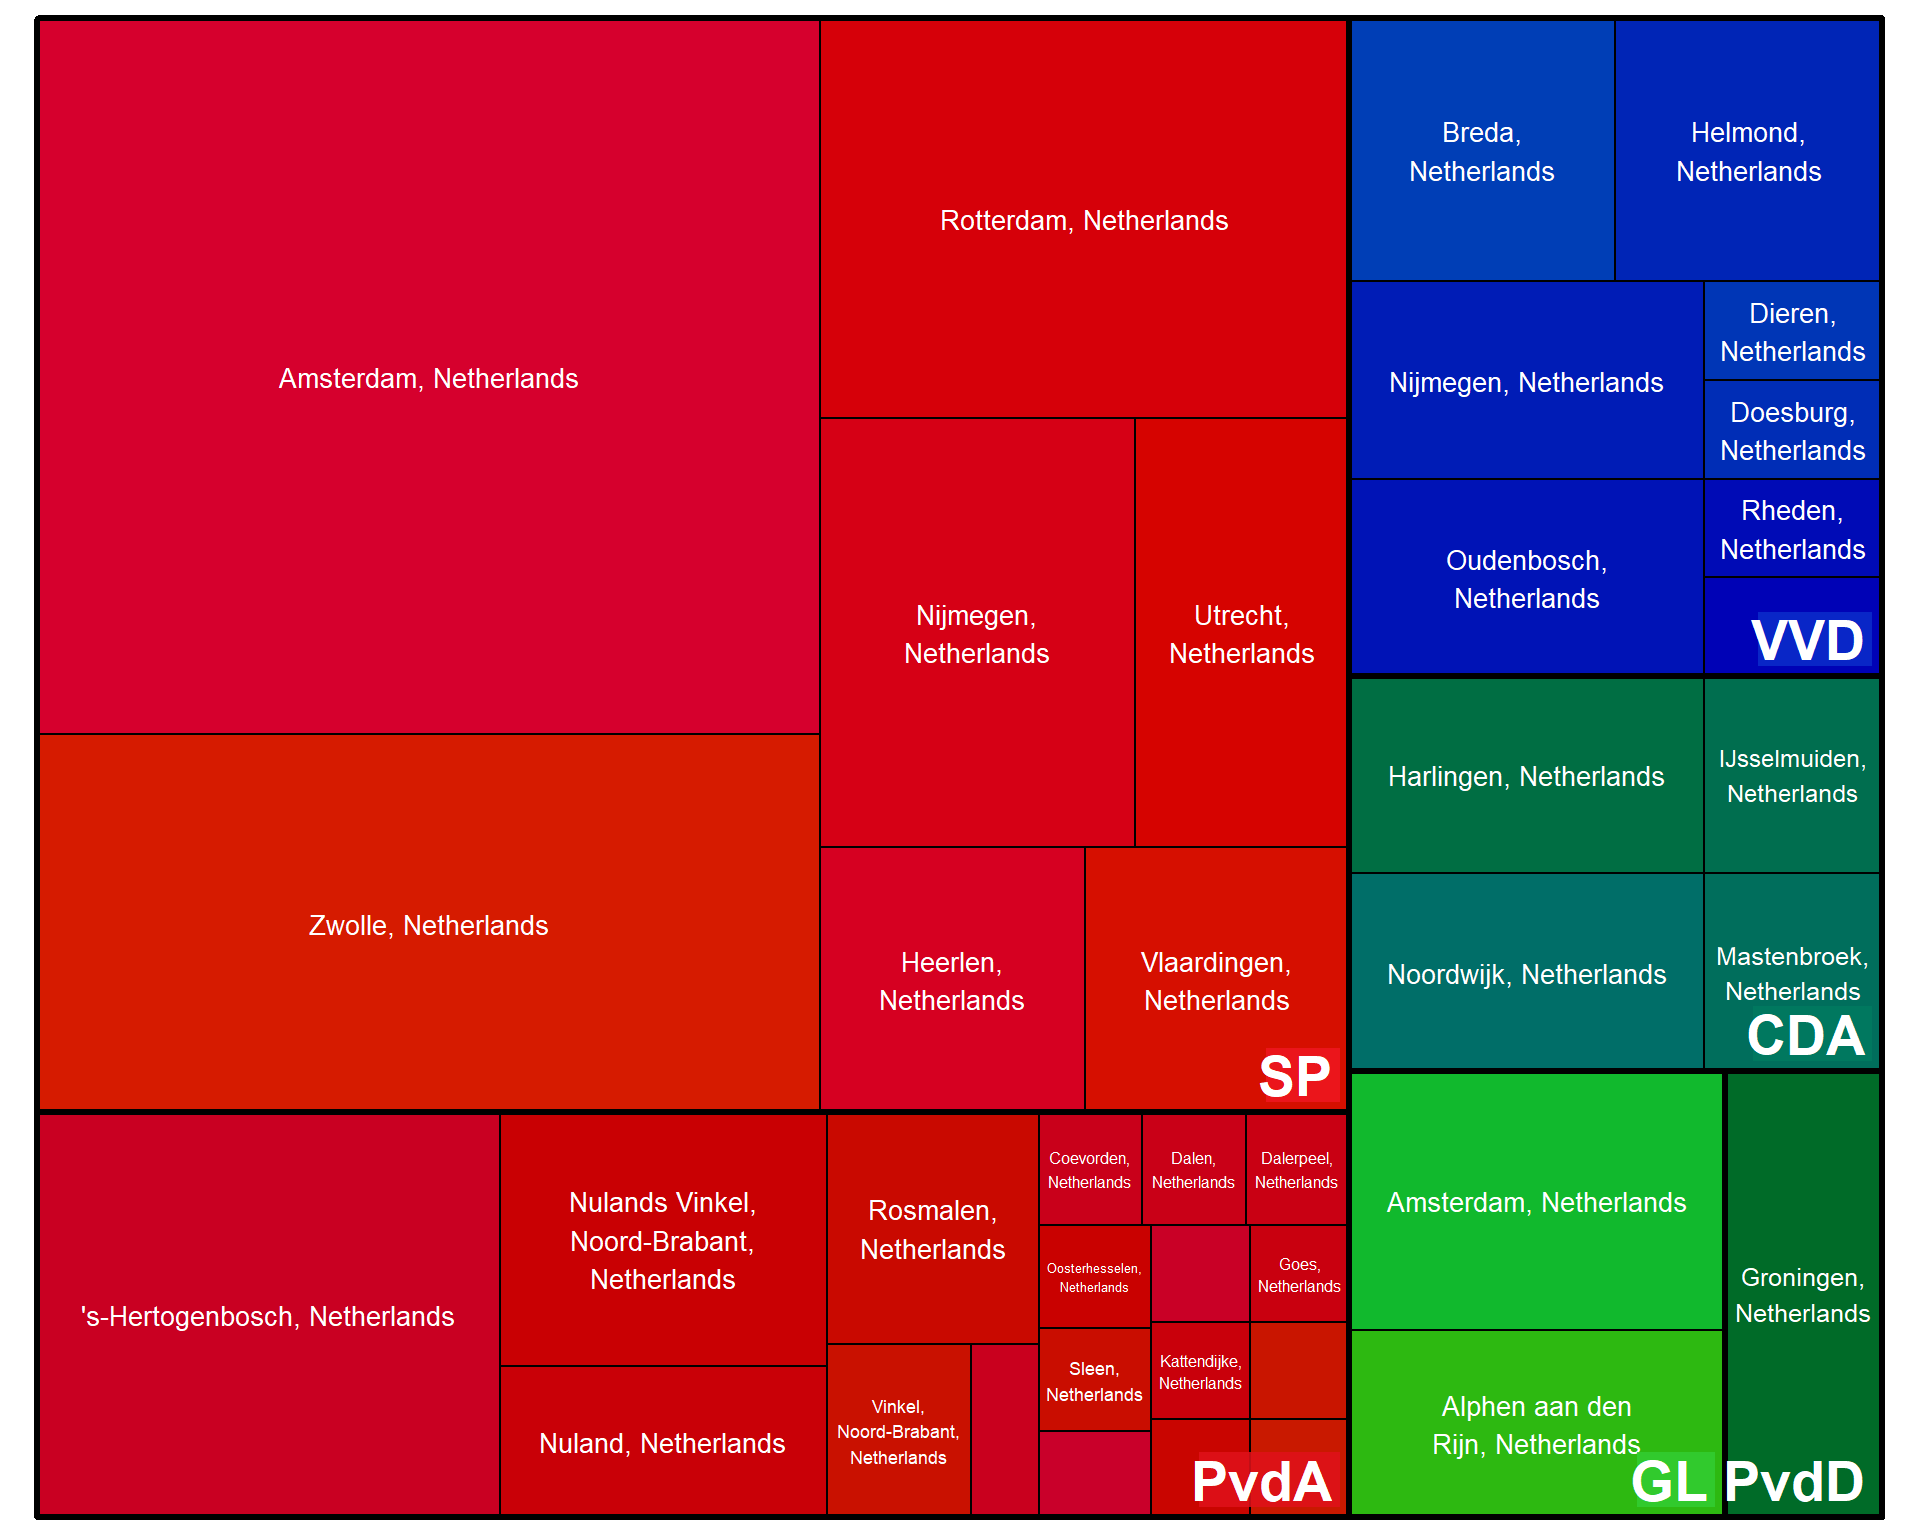 Amsterdam, Netherlands
Zwolle, Netherlands
Rotterdam, Netherlands
Nijmegen,
Netherlands
Utrecht,
Netherlands
Heerlen,
Netherlands
Vlaardingen,
Netherlands
SP
's-Hertogenbosch, Netherlands
Nulands Vinkel,
Noord-Brabant,
Netherlands
Nuland, Netherlands
Rosmalen,
Netherlands
Vinkel,
Noord-Brabant,
Netherlands
Coevorden,
Netherlands
Dalen,
Netherlands
Dalerpeel,
Netherlands
Oosterhesselen,
Netherlands
Goes,
Netherlands
Sleen,
Netherlands
Kattendijke,
Netherlands
PvdA
Breda,
Netherlands
Helmond,
Netherlands
Nijmegen, Netherlands
Dieren,
Netherlands
Doesburg,
Netherlands
Oudenbosch,
Netherlands
Rheden,
Netherlands
VVD
Harlingen, Netherlands
IJsselmuiden,
Netherlands
Noordwijk, Netherlands
Mastenbroek,
Netherlands
CDA
Amsterdam, Netherlands
Alphen aan den
Rijn, Netherlands
GL
Groningen,
Netherlands
PvdD